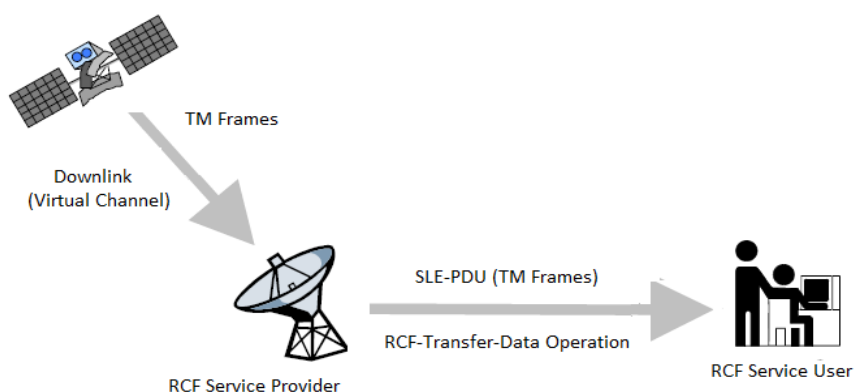 TM Frames
Downlink
(Virtual Channel)
SLE-PDU (TM Frames)
RCF-Transfer-Data Operation
RCF Service User
RCF Service Provider